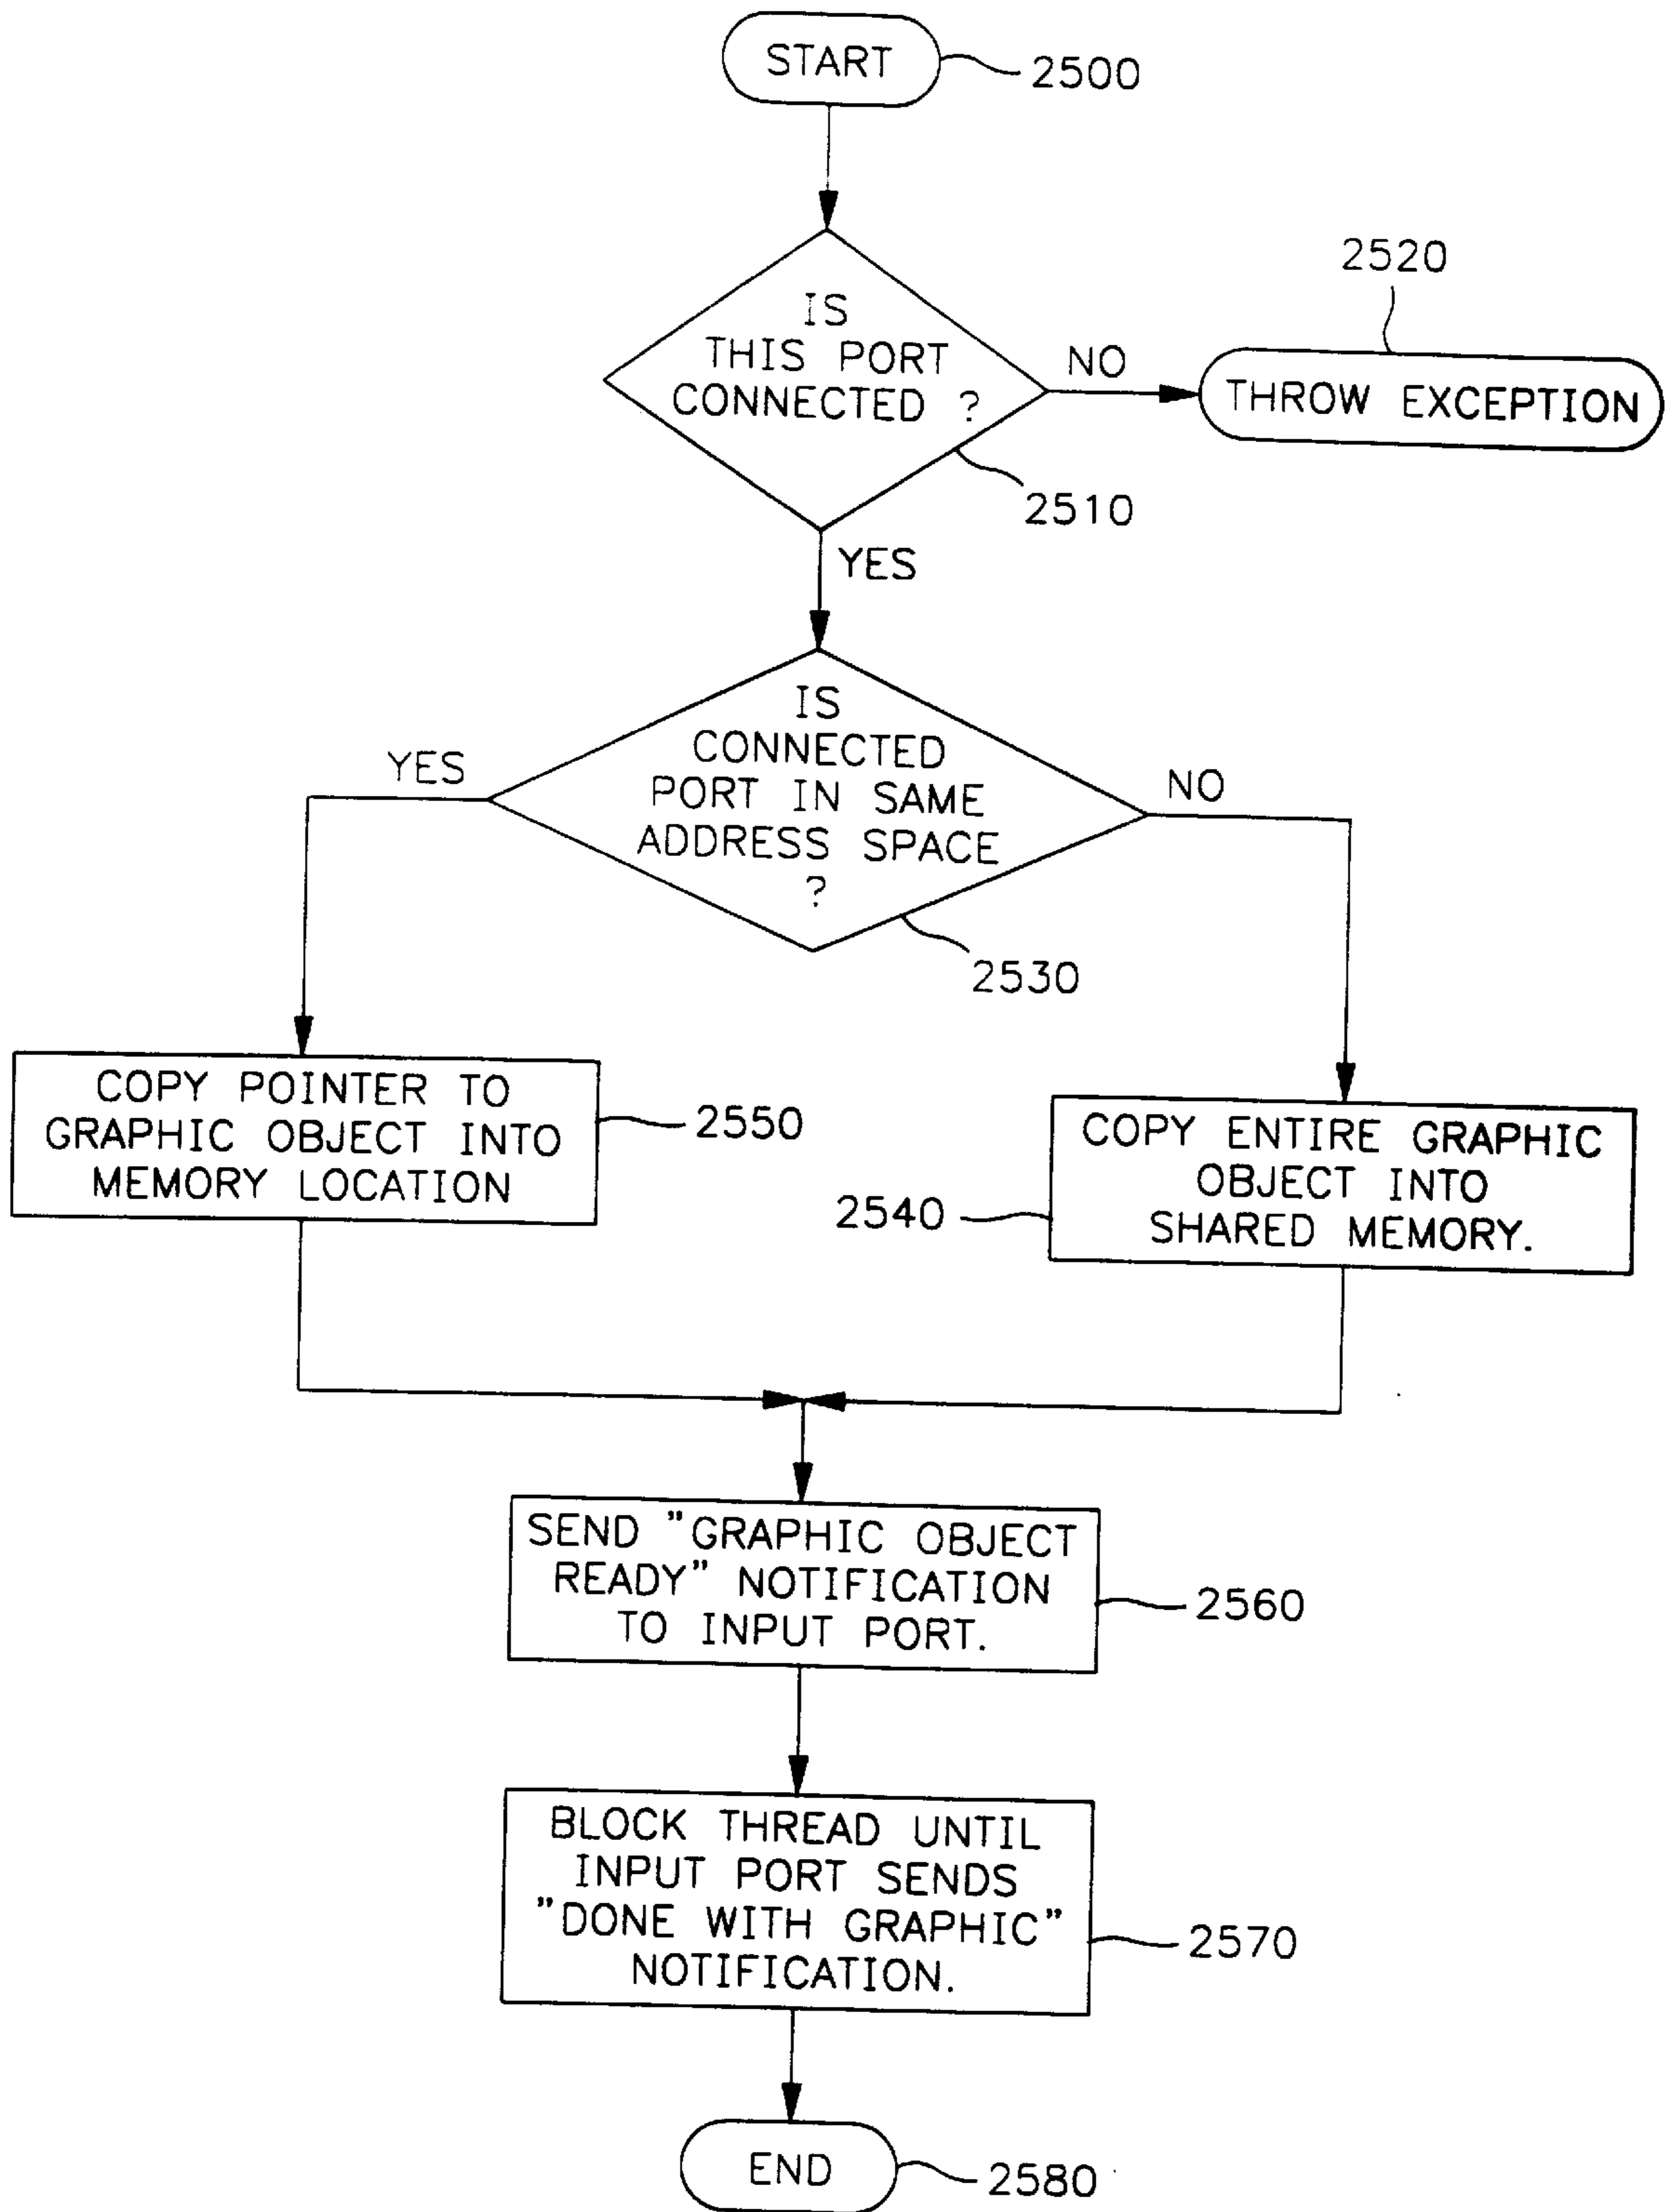 START
2500
2520
IS
THIS PORT
CONNECTED ?
NO
THROW EXCEPTION
2510
YES
IS
CONNECTED
PORT IN SAME
ADDRESS SPACE
?
YES
NO
2530
COPY POINTER TO
GRAPHIC OBJECT INTO
MEMORY LOCATION
2550
COPY ENTIRE GRAPHIC
OBJECT INTO
SHARED MEMORY.
2540
SEND "GRAPHIC OBJECT
READY" NOTIFICATION
TO INPUT PORT.
2560
BLOCK THREAD UNTIL
INPUT PORT SENDS
"DONE WITH GRAPHIC"
NOTIFICATION.
2570
END
2580